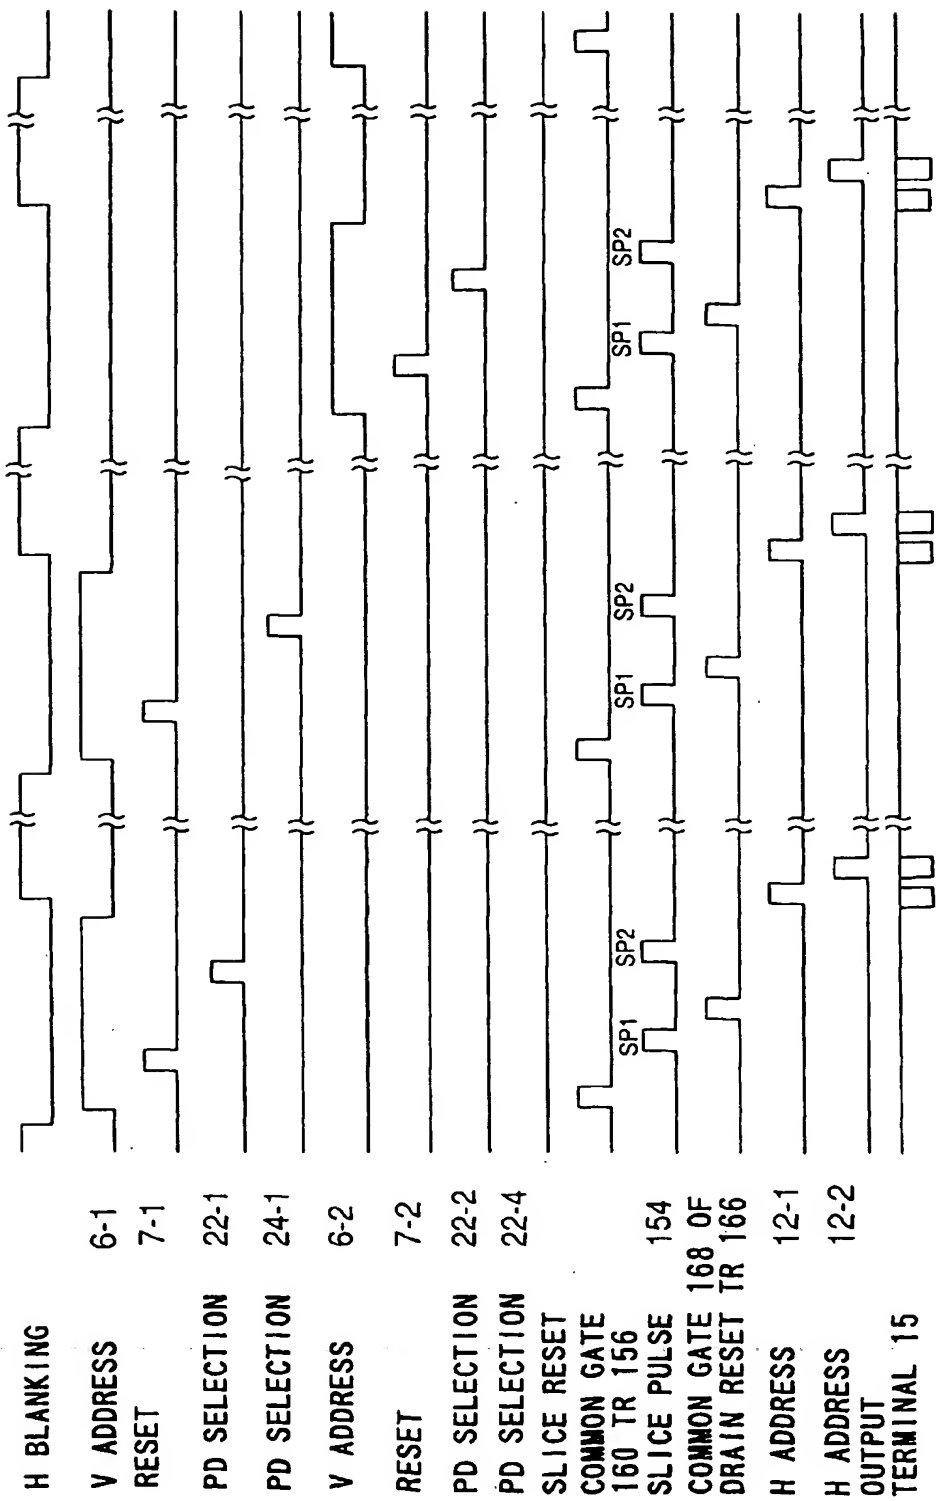 H BLANKING
V ADDRESS 6-1
RESET 7-1
PD SELECTION 22-1
PD SELECTION 24-1
V ADDRESS 6-2
RESET 7-2
PD SELECTION 22-2
PD SELECTION 22-4
SLICE RESET
COMMON GATE
160 TR 156
SLICE PULSE 154
COMMON GATE 168 OF
DRAIN RESET TR 166
H ADDRESS 12-1
H ADDRESS 12-2
OUTPUT
TERMINAL 15
SP1 SP2 SP1 SP2 SP1 SP2